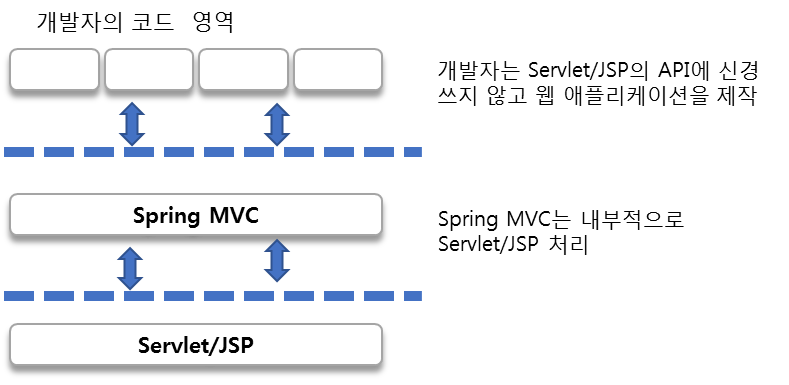 개발자의 코드 영역
개발자는 Servlet/JSP의 API에 신경
쓰지 않고 웹 애플리케이션을 제작
Spring MVC
Spring MVC는 내부적으로
Servlet/JSP 처리
Servlet/JSP